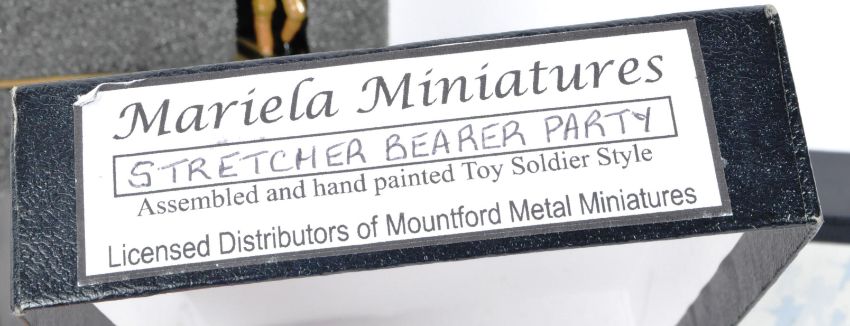 Mariela Miniatures
STRETCHER BEARER PARTY
Assembled and hand painted Toy Soldier Style
Licensed Distributors of Mountford Metal Miniatures